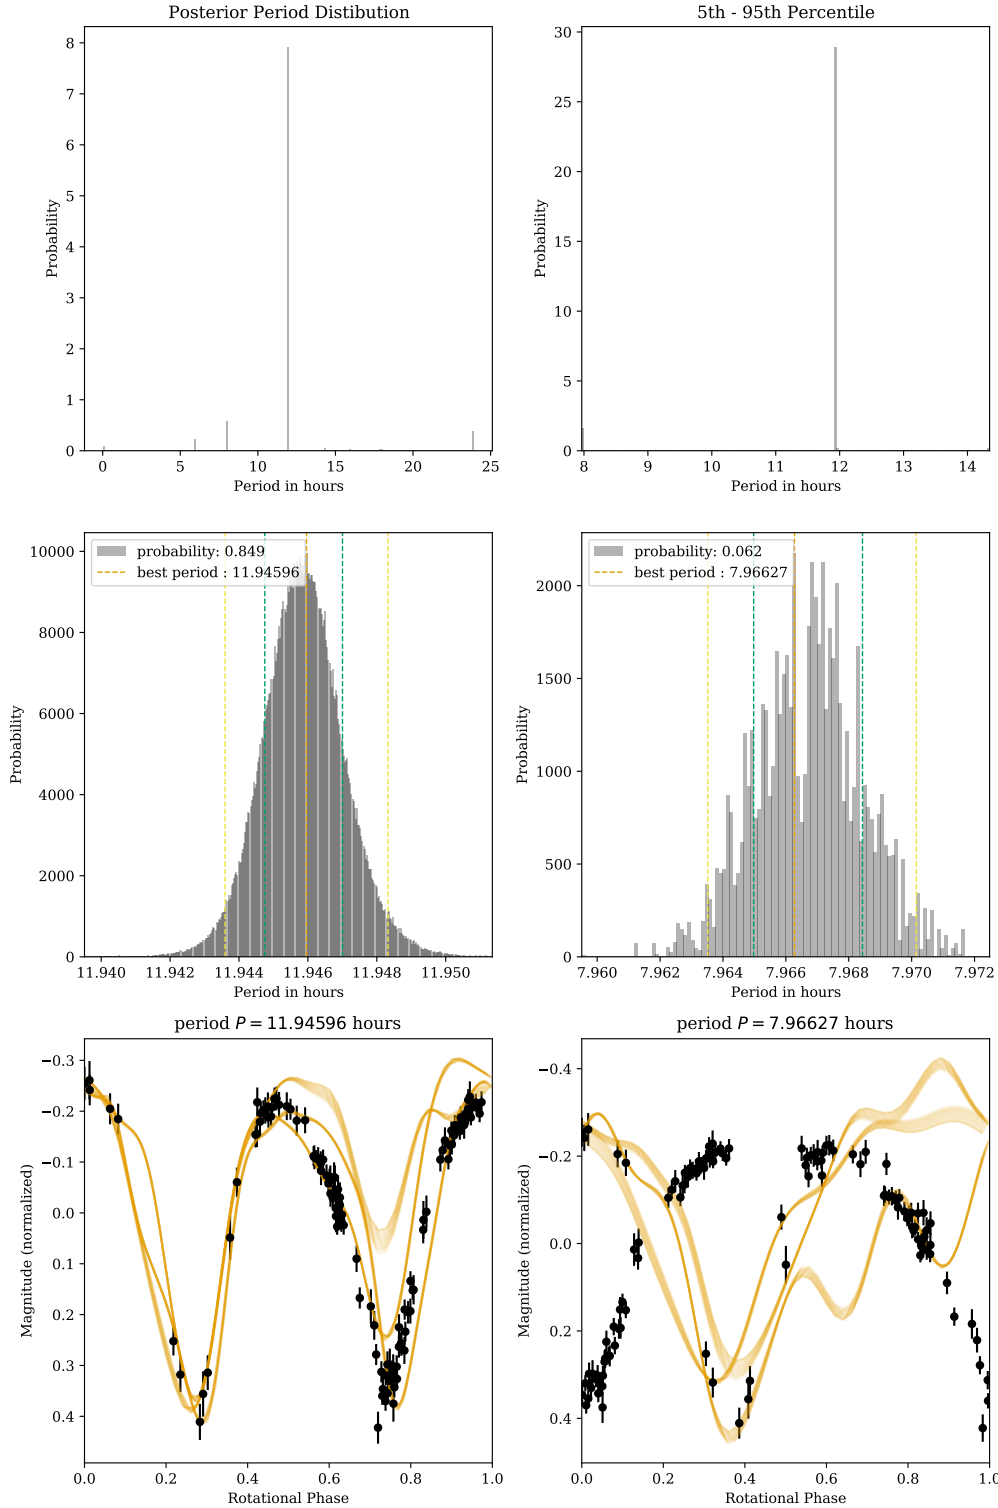 Posterior Period Distibution
8
7
6
5
4
3
2
1
0
Probability
0 5 10 15 20 25
Period in hours
5th - 95th Percentile
30
25
20
15
10
5
0
Probability
8 9 10 11 12 13 14
Period in hours
probability: 0.849
best period : 11.94596
10000
8000
6000
4000
2000
0
Probability
11.940 11.942 11.944 11.946 11.948 11.950
Period in hours
probability: 0.062
best period : 7.96627
2000
1500
1000
500
0
Probability
7.960 7.962 7.964 7.966 7.968 7.970 7.972
Period in hours
period P = 11.94596 hours
−0.3
−0.2
−0.1
0.0
0.1
0.2
0.3
0.4
Magnitude (normalized)
0.0 0.2 0.4 0.6 0.8 1.0
Rotational Phase
period P = 7.96627 hours
−0.4
−0.2
0.0
0.2
0.4
Magnitude (normalized)
0.0 0.2 0.4 0.6 0.8 1.0
Rotational Phase